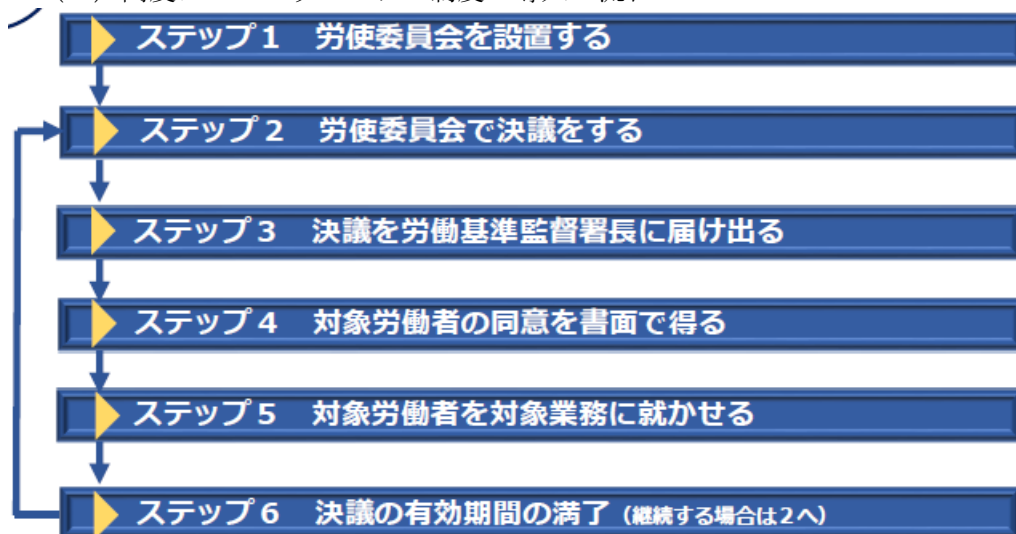 ステップ１　労使委員会を設置する
ステップ２　労使委員会で決議をする
ステップ３　決議を労働基準監督署長に届け出る
ステップ４　対象労働者の同意を書面で得る
ステップ５　対象労働者を対象業務に就かせる
ステップ６　決議の有効期間の満了（継続する場合は２へ）